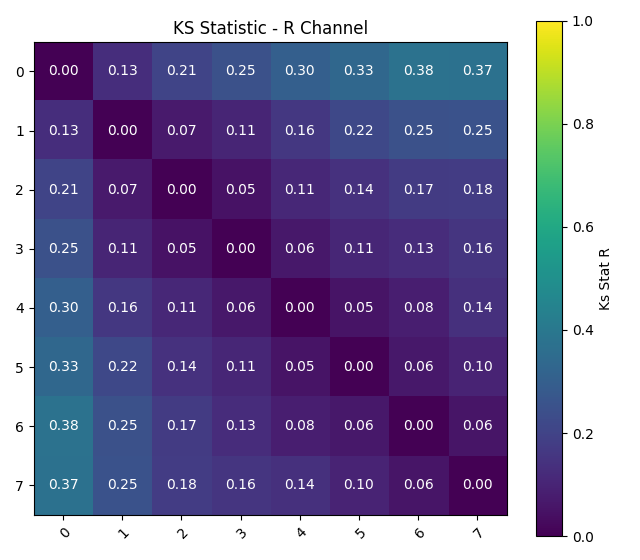 KS Statistic - R Channel
0 0.00 0.13 0.21 0.25 0.30 0.33 0.38 0.37
1 0.13 0.00 0.07 0.11 0.16 0.22 0.25 0.25
2 0.21 0.07 0.00 0.05 0.11 0.14 0.17 0.18
3 0.25 0.11 0.05 0.00 0.06 0.11 0.13 0.16
4 0.30 0.16 0.11 0.06 0.00 0.05 0.08 0.14
5 0.33 0.22 0.14 0.11 0.05 0.00 0.06 0.10
6 0.38 0.25 0.17 0.13 0.08 0.06 0.00 0.06
7 0.37 0.25 0.18 0.16 0.14 0.10 0.06 0.00
0 1 2 3 4 5 6 7
1.0
0.8
0.6
0.4
0.2
0.0
Ks Stat R